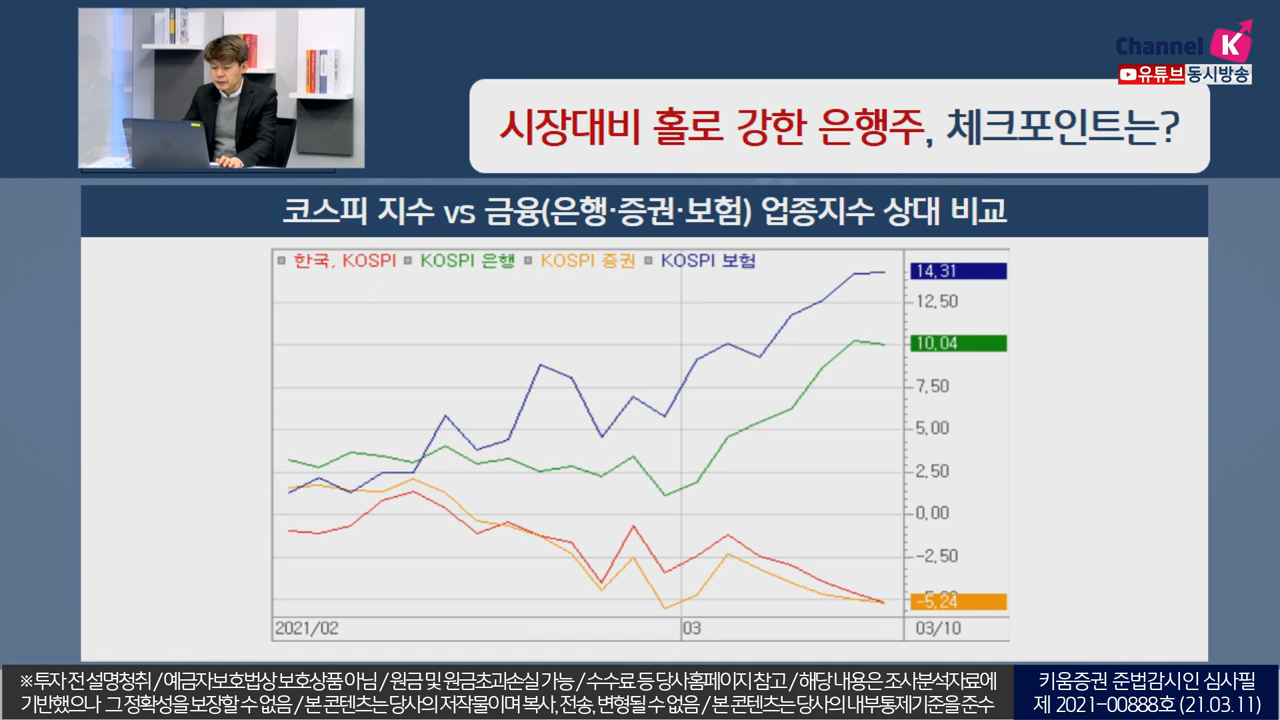 Channel K
유튜브동시방송
시장대비 홀로 강한 은행주, 체크포인트는?
코스피 지수 vs 금융(은행·증권·보험) 업종지수 상대 비교
한국, KOSPI KOSPI 은행 KOSPI 증권 KOSPI 보험
14,31
12,50
10,04
7,50
5,00
2,50
0,00
-2,50
-5,24
2021/02 03 03/10
※투자 전 설명청취 / 예금자보호법상 보호상품 아님 / 원금 및 원금초과손실 가능 / 수수료 등 당사홈페이지 참고 / 해당 내용은 조사분석자료에
기반했으나 그 정확성을 보장할 수 없음 / 본 콘텐츠는 당사의 저작물이며 복사, 전송, 변형될 수 없음 / 본 콘텐츠는 당사의 내부통제기준을 준수
키움증권 준법감시인 심사필
제 2021-00888호 (21.03.11)